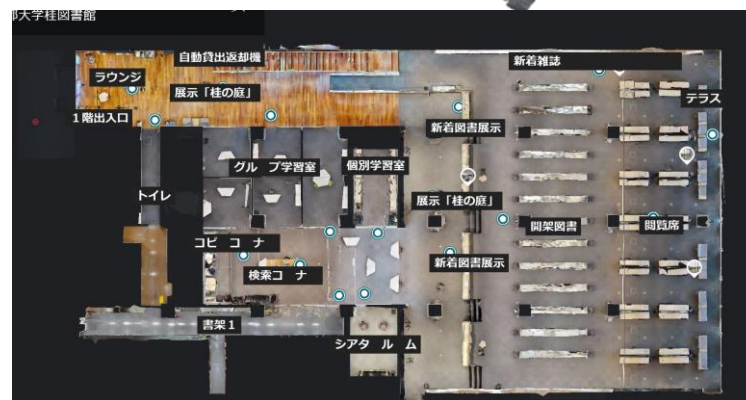 部大学桂図書館
自動貸出返却機
新着雑誌
ラウンジ
展示「桂の庭」
テラス
1階出入口
新着図書展示
グル プ学習室
個別学習室
トイレ
展示「桂の庭」
開架図書
閲覧席
コピ コ ナ
検索コ ナ
新着図書展示
書架1
シアタ ル ム